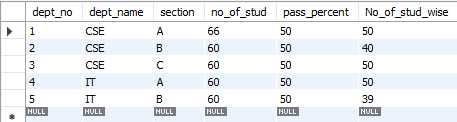 dept_no dept_name section no_of_stud pass_percent No_of_stud_wise
1 CSE A 66 50 50
2 CSE B 60 50 40
3 CSE C 60 50 50
4 IT A 60 50 50
5 IT B 60 50 39
NULL NULL NULL NULL NULL NULL